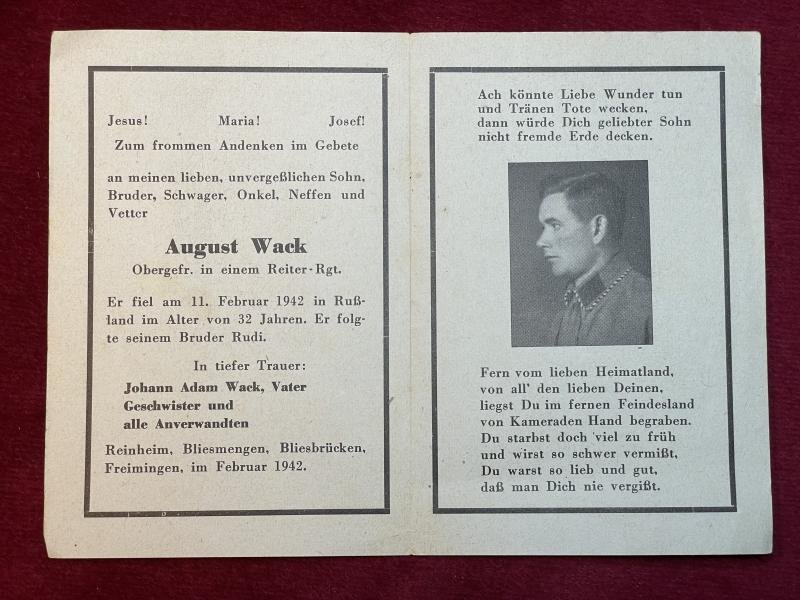 Jesus! Maria! Josef!
Zum frommen Andenken im Gebete
an meinen lieben, unvergeßlichen Sohn,
Bruder, Schwager, Onkel, Neffen und
Vetter
August Wack
Obergefr. in einem Reiter-Rgt.
Er fiel am 11. Februar 1942 in Ruß-
land im Alter von 32 Jahren. Er folg-
te seinem Bruder Rudi.
In tiefer Trauer:
Johann Adam Wack, Vater
Geschwister und
alle Anverwandten
Reinheim, Bliesmengen, Bliesbrücken,
Freimingen, im Februar 1942.
Ach könnte Liebe Wunder tun
und Tränen Tote wecken,
dann würde Dich geliebter Sohn
nicht fremde Erde decken.
Fern vom lieben Heimatland,
von all' den lieben Deinen,
liegst Du im fernen Feindesland
von Kameraden Hand begraben.
Du starbst doch viel zu früh
und wirst so schwer vermißt,
Du warst so lieb und gut,
daß man Dich nie vergißt.